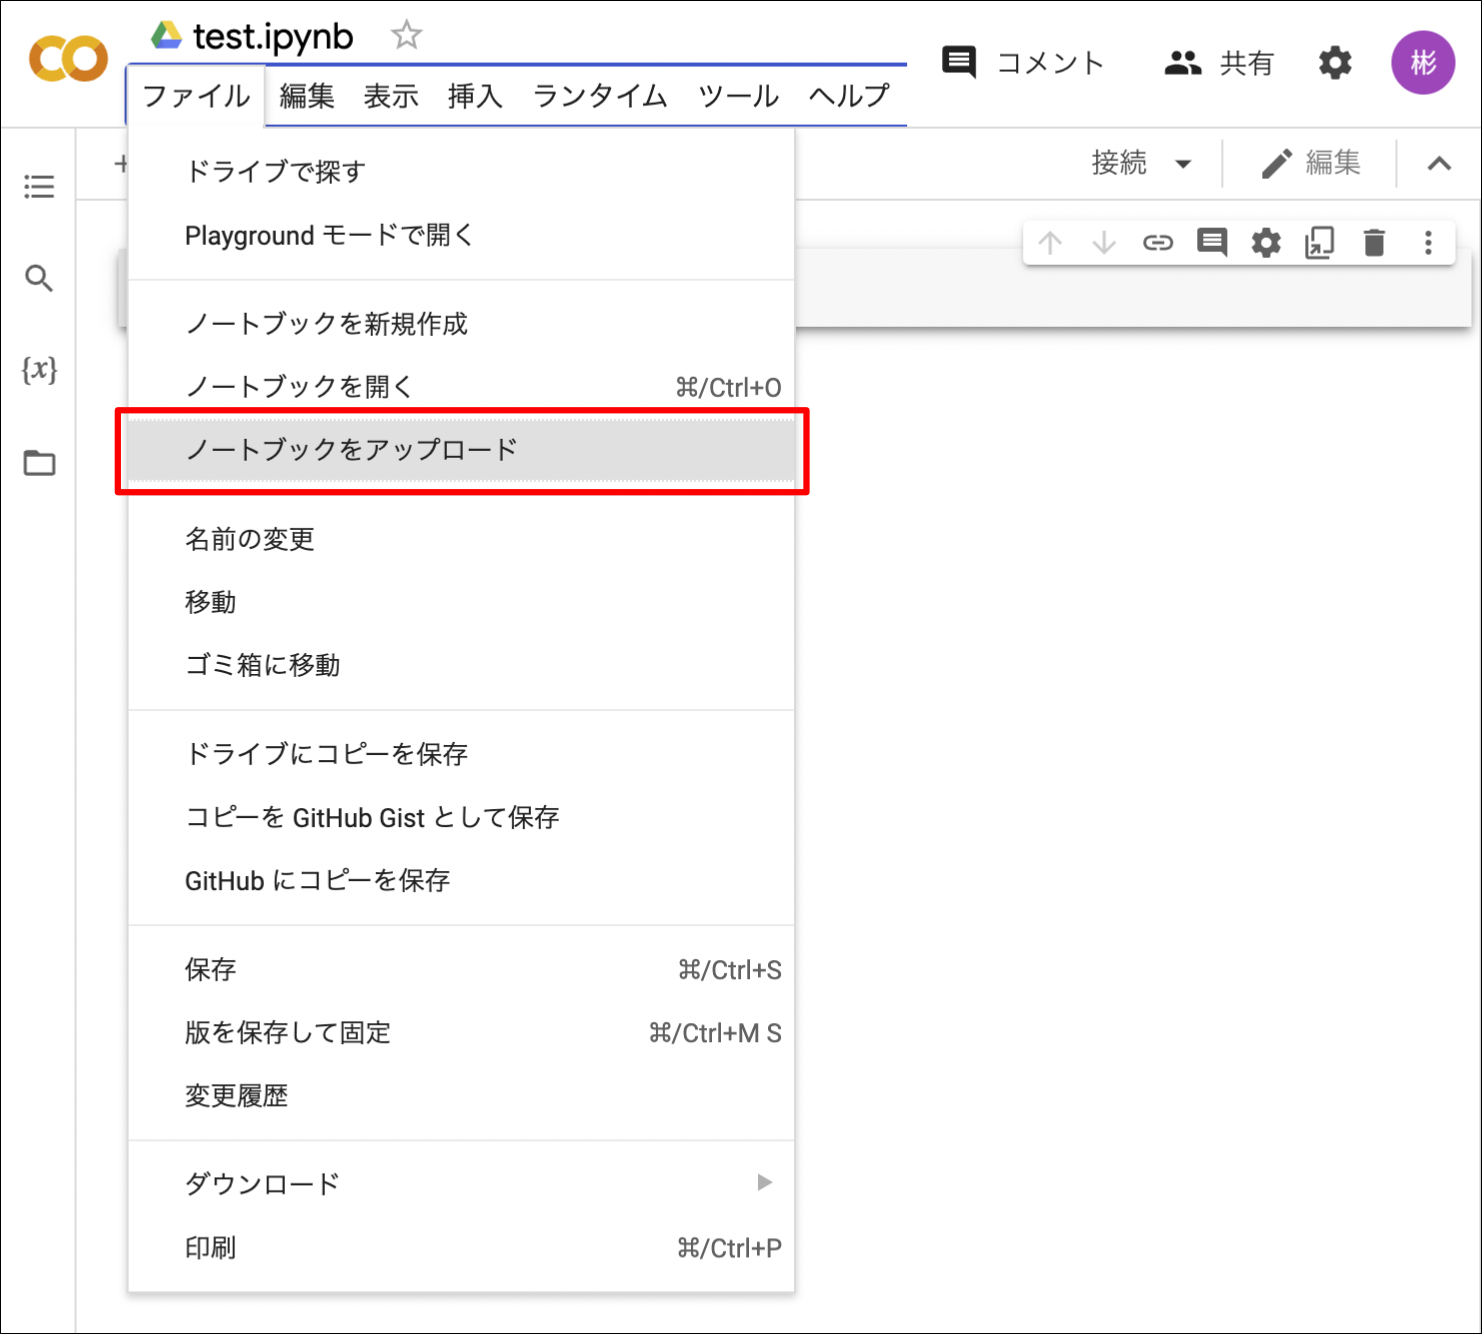 test.ipynb
コメント 共有 彬
ファイル 編集 表示 挿入 ランタイム ツール ヘルプ
接続 編集
ドライブで探す
Playground モードで開く
ノートブックを新規作成
ノートブックを開く ⌘/Ctrl+O
ノートブックをアップロード
名前の変更
移動
ゴミ箱に移動
ドライブにコピーを保存
コピーを GitHub Gist として保存
GitHub にコピーを保存
保存 ⌘/Ctrl+S
版を保存して固定 ⌘/Ctrl+M S
変更履歴
ダウンロード
印刷 ⌘/Ctrl+P
{x}